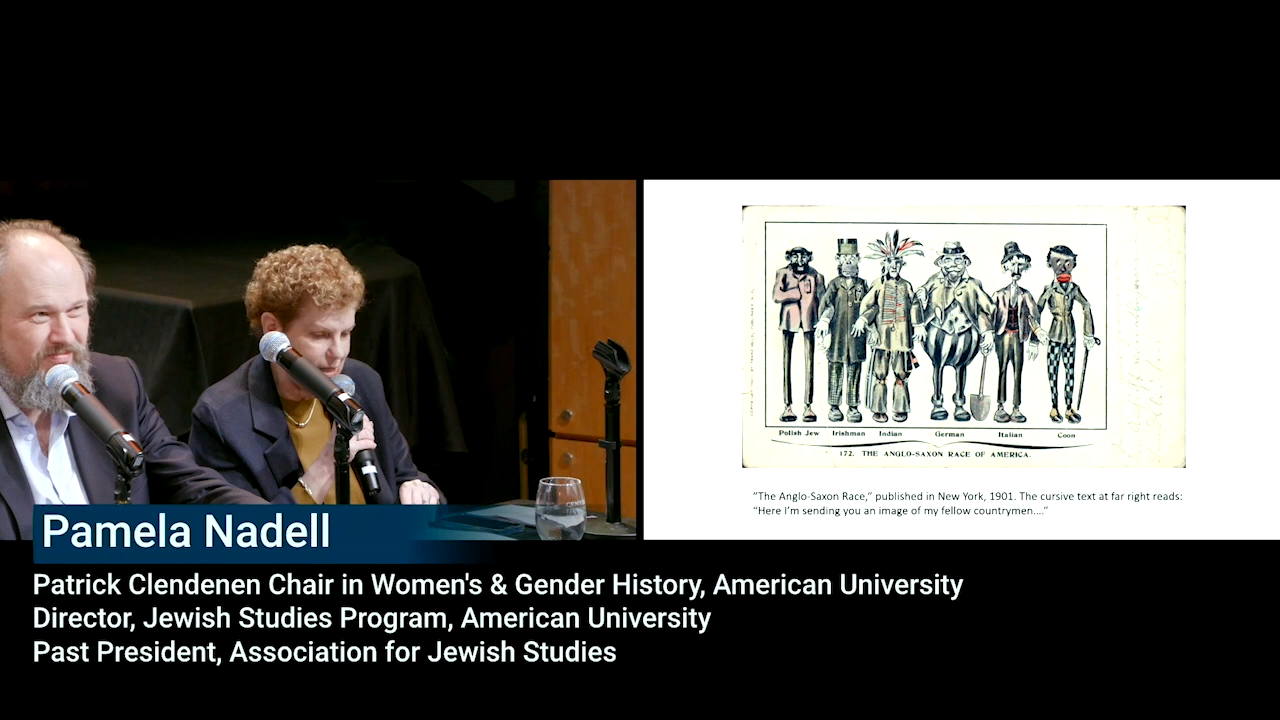 Polish Jew Irishman Indian German Italian Coon
172. THE ANGLO-SAXON RACE OF AMERICA.
"The Anglo-Saxon Race," published in New York, 1901. The cursive text at far right reads:
"Here I'm sending you an image of my fellow countrymen...."
Pamela Nadell
Patrick Clendenen Chair in Women's & Gender History, American University
Director, Jewish Studies Program, American University
Past President, Association for Jewish Studies